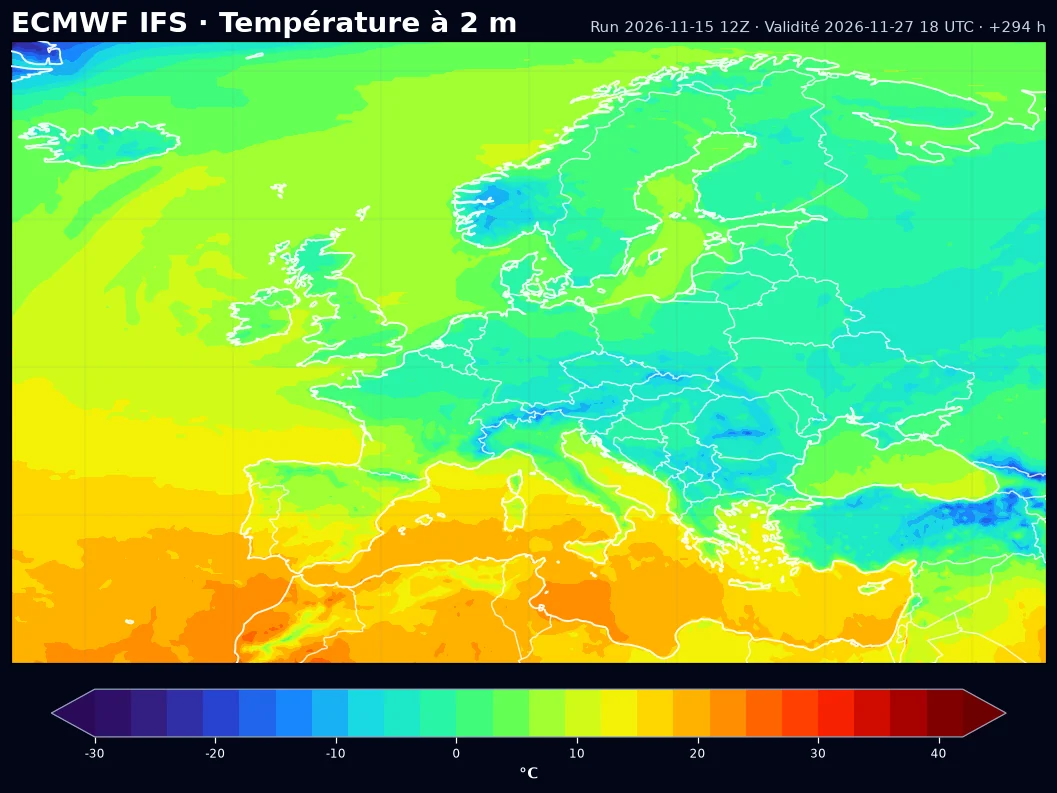 ECMWF IFS · Température à 2 m
Run 2026-11-15 12Z · Validité 2026-11-27 18 UTC · +294 h
-30 -20 -10 0 10 20 30 40
°C